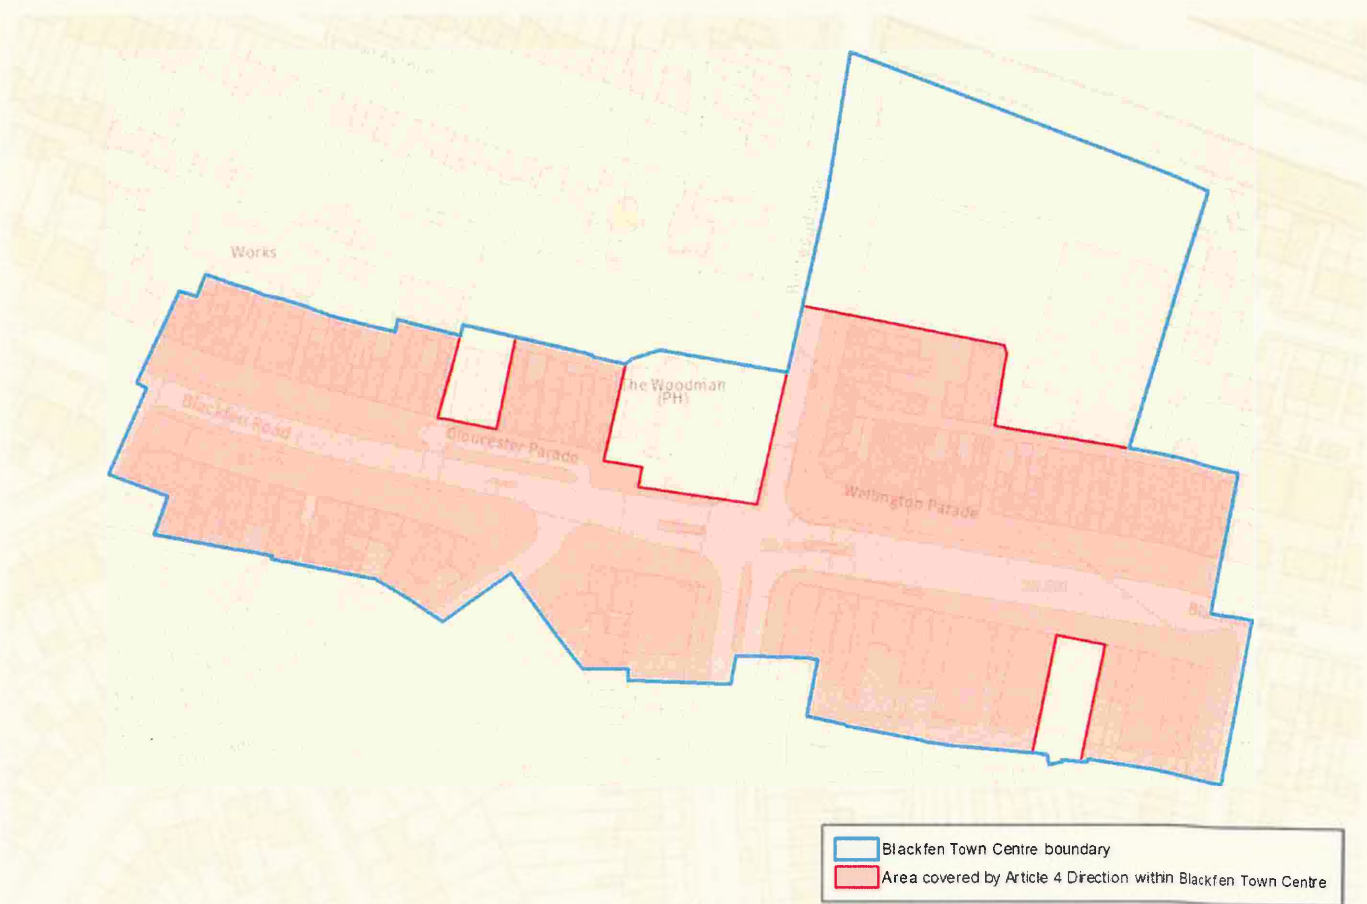 Works
The Woodman
(PH)
Blackfen Road
Gloucester Parade
Wellington Parade
Blackfen Town Centre boundary
Area covered by Article 4 Direction within Blackfen Town Centre